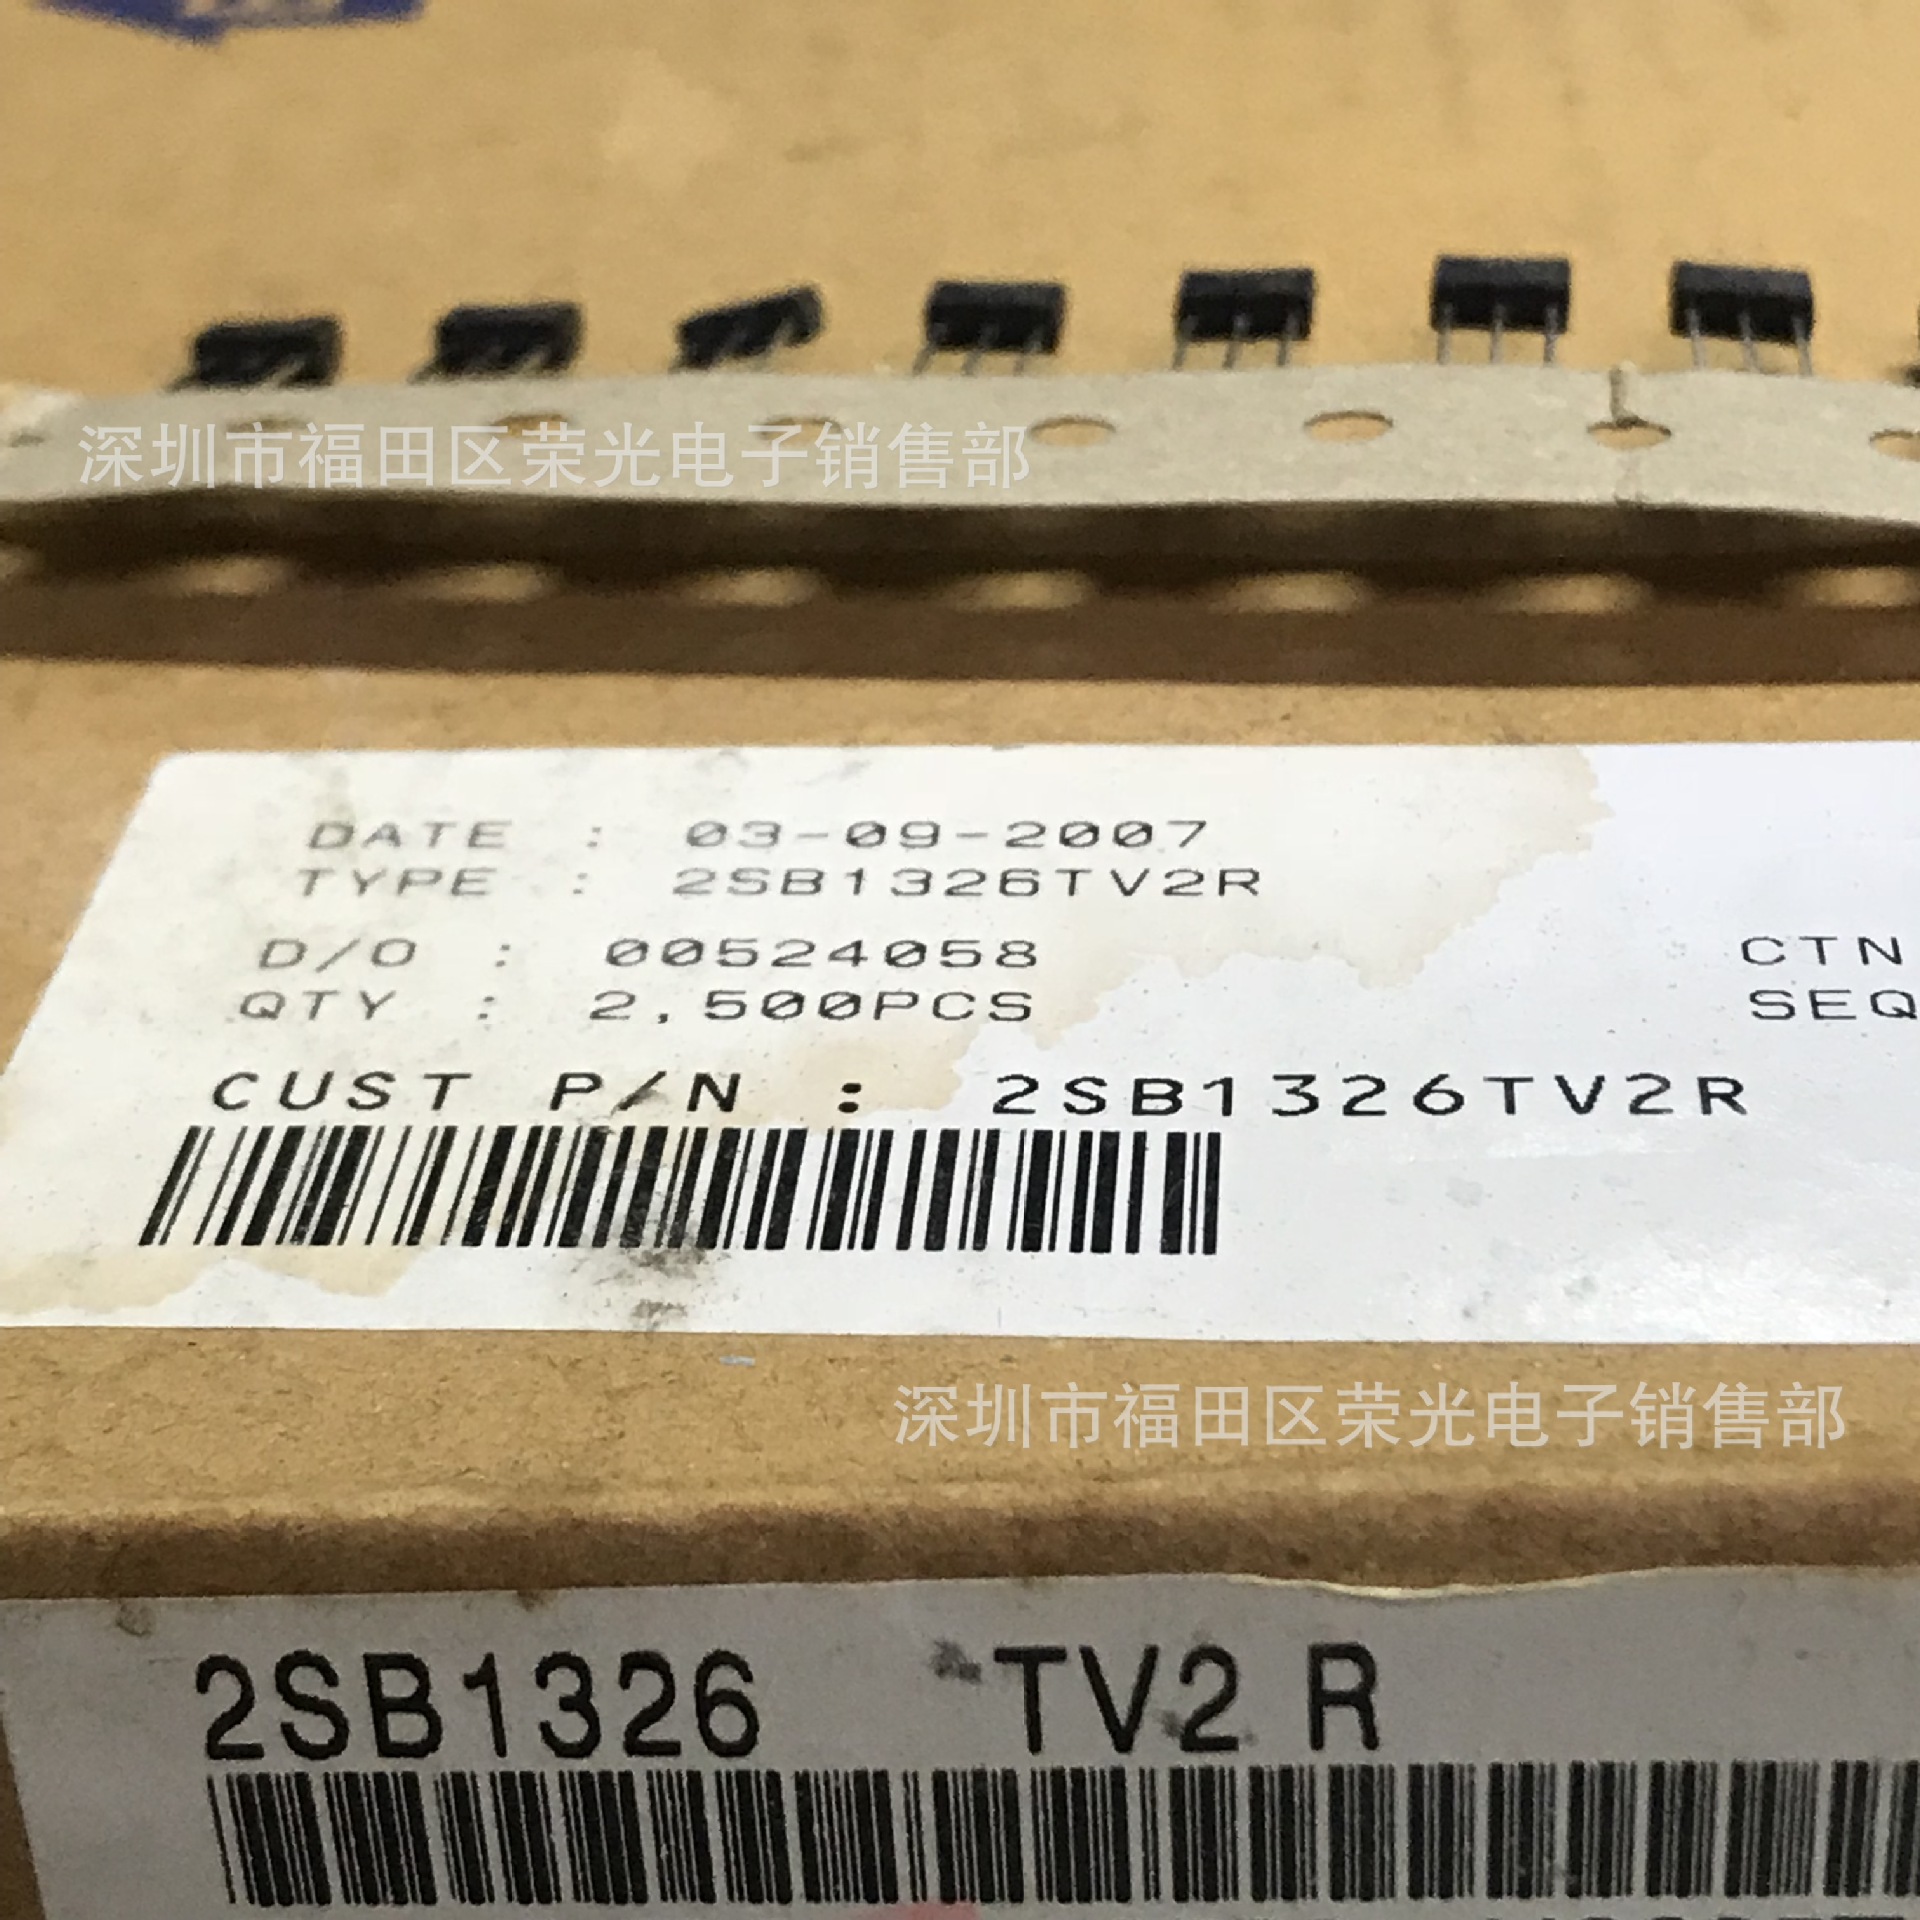 深圳市福田区荣光电子销售部
DATE : 03-09-2007
TYPE : 2SB1326TV2R
D/O : 00524058
CTN
QTY : 2,500PCS
SEQ
CUST P/N : 2SB1326TV2R
深圳市福田区荣光电子销售部
2SB1326 TV2 R